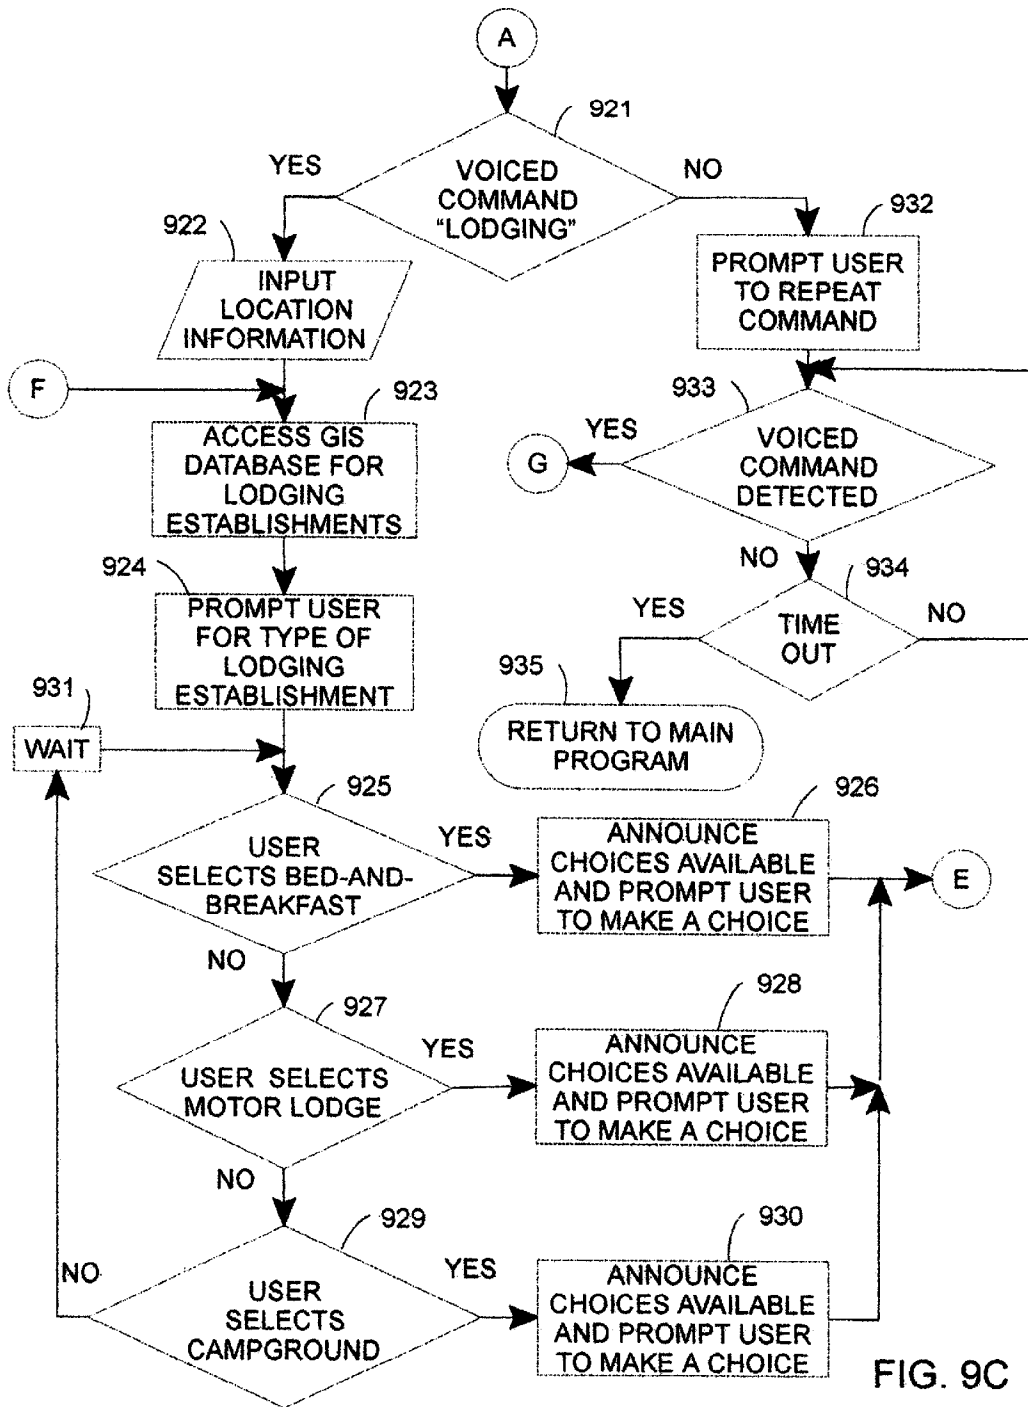 A
921
YES
VOICED
COMMAND
"LODGING"
NO
922
INPUT
LOCATION
INFORMATION
932
PROMPT USER
TO REPEAT
COMMAND
F
923
ACCESS GIS
DATABASE FOR
LODGING
ESTABLISHMENTS
933
YES
G
VOICED
COMMAND
DETECTED
NO
924
PROMPT USER
FOR TYPE OF
LODGING
ESTABLISHMENT
934
YES
TIME
OUT
NO
935
RETURN TO MAIN
PROGRAM
931
WAIT
925
USER
SELECTS BED-AND-
BREAKFAST
YES
926
ANNOUNCE
CHOICES AVAILABLE
AND PROMPT USER
TO MAKE A CHOICE
E
NO
927
USER SELECTS
MOTOR LODGE
YES
928
ANNOUNCE
CHOICES AVAILABLE
AND PROMPT USER
TO MAKE A CHOICE
NO
929
NO
USER
SELECTS
CAMPGROUND
YES
930
ANNOUNCE
CHOICES AVAILABLE
AND PROMPT USER
TO MAKE A CHOICE
FIG. 9C